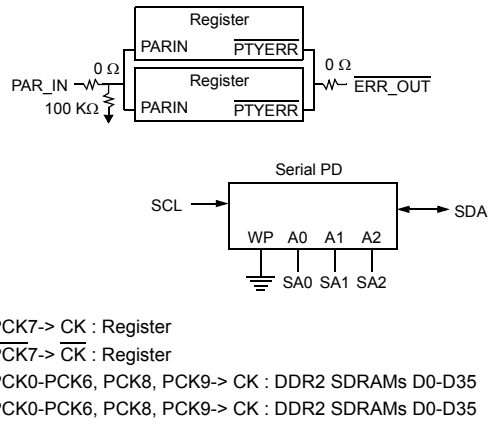 Register
PARIN PTYERR
0 Ω 0 Ω
PAR_IN Register ERR_OUT
100 KΩ
PARIN PTYERR
Serial PD
SCL SDA
WP A0 A1 A2
SA0 SA1 SA2
PCK7-> CK : Register
PCK7-> CK : Register
PCK0-PCK6, PCK8, PCK9-> CK : DDR2 SDRAMs D0-D35
PCK0-PCK6, PCK8, PCK9-> CK : DDR2 SDRAMs D0-D35